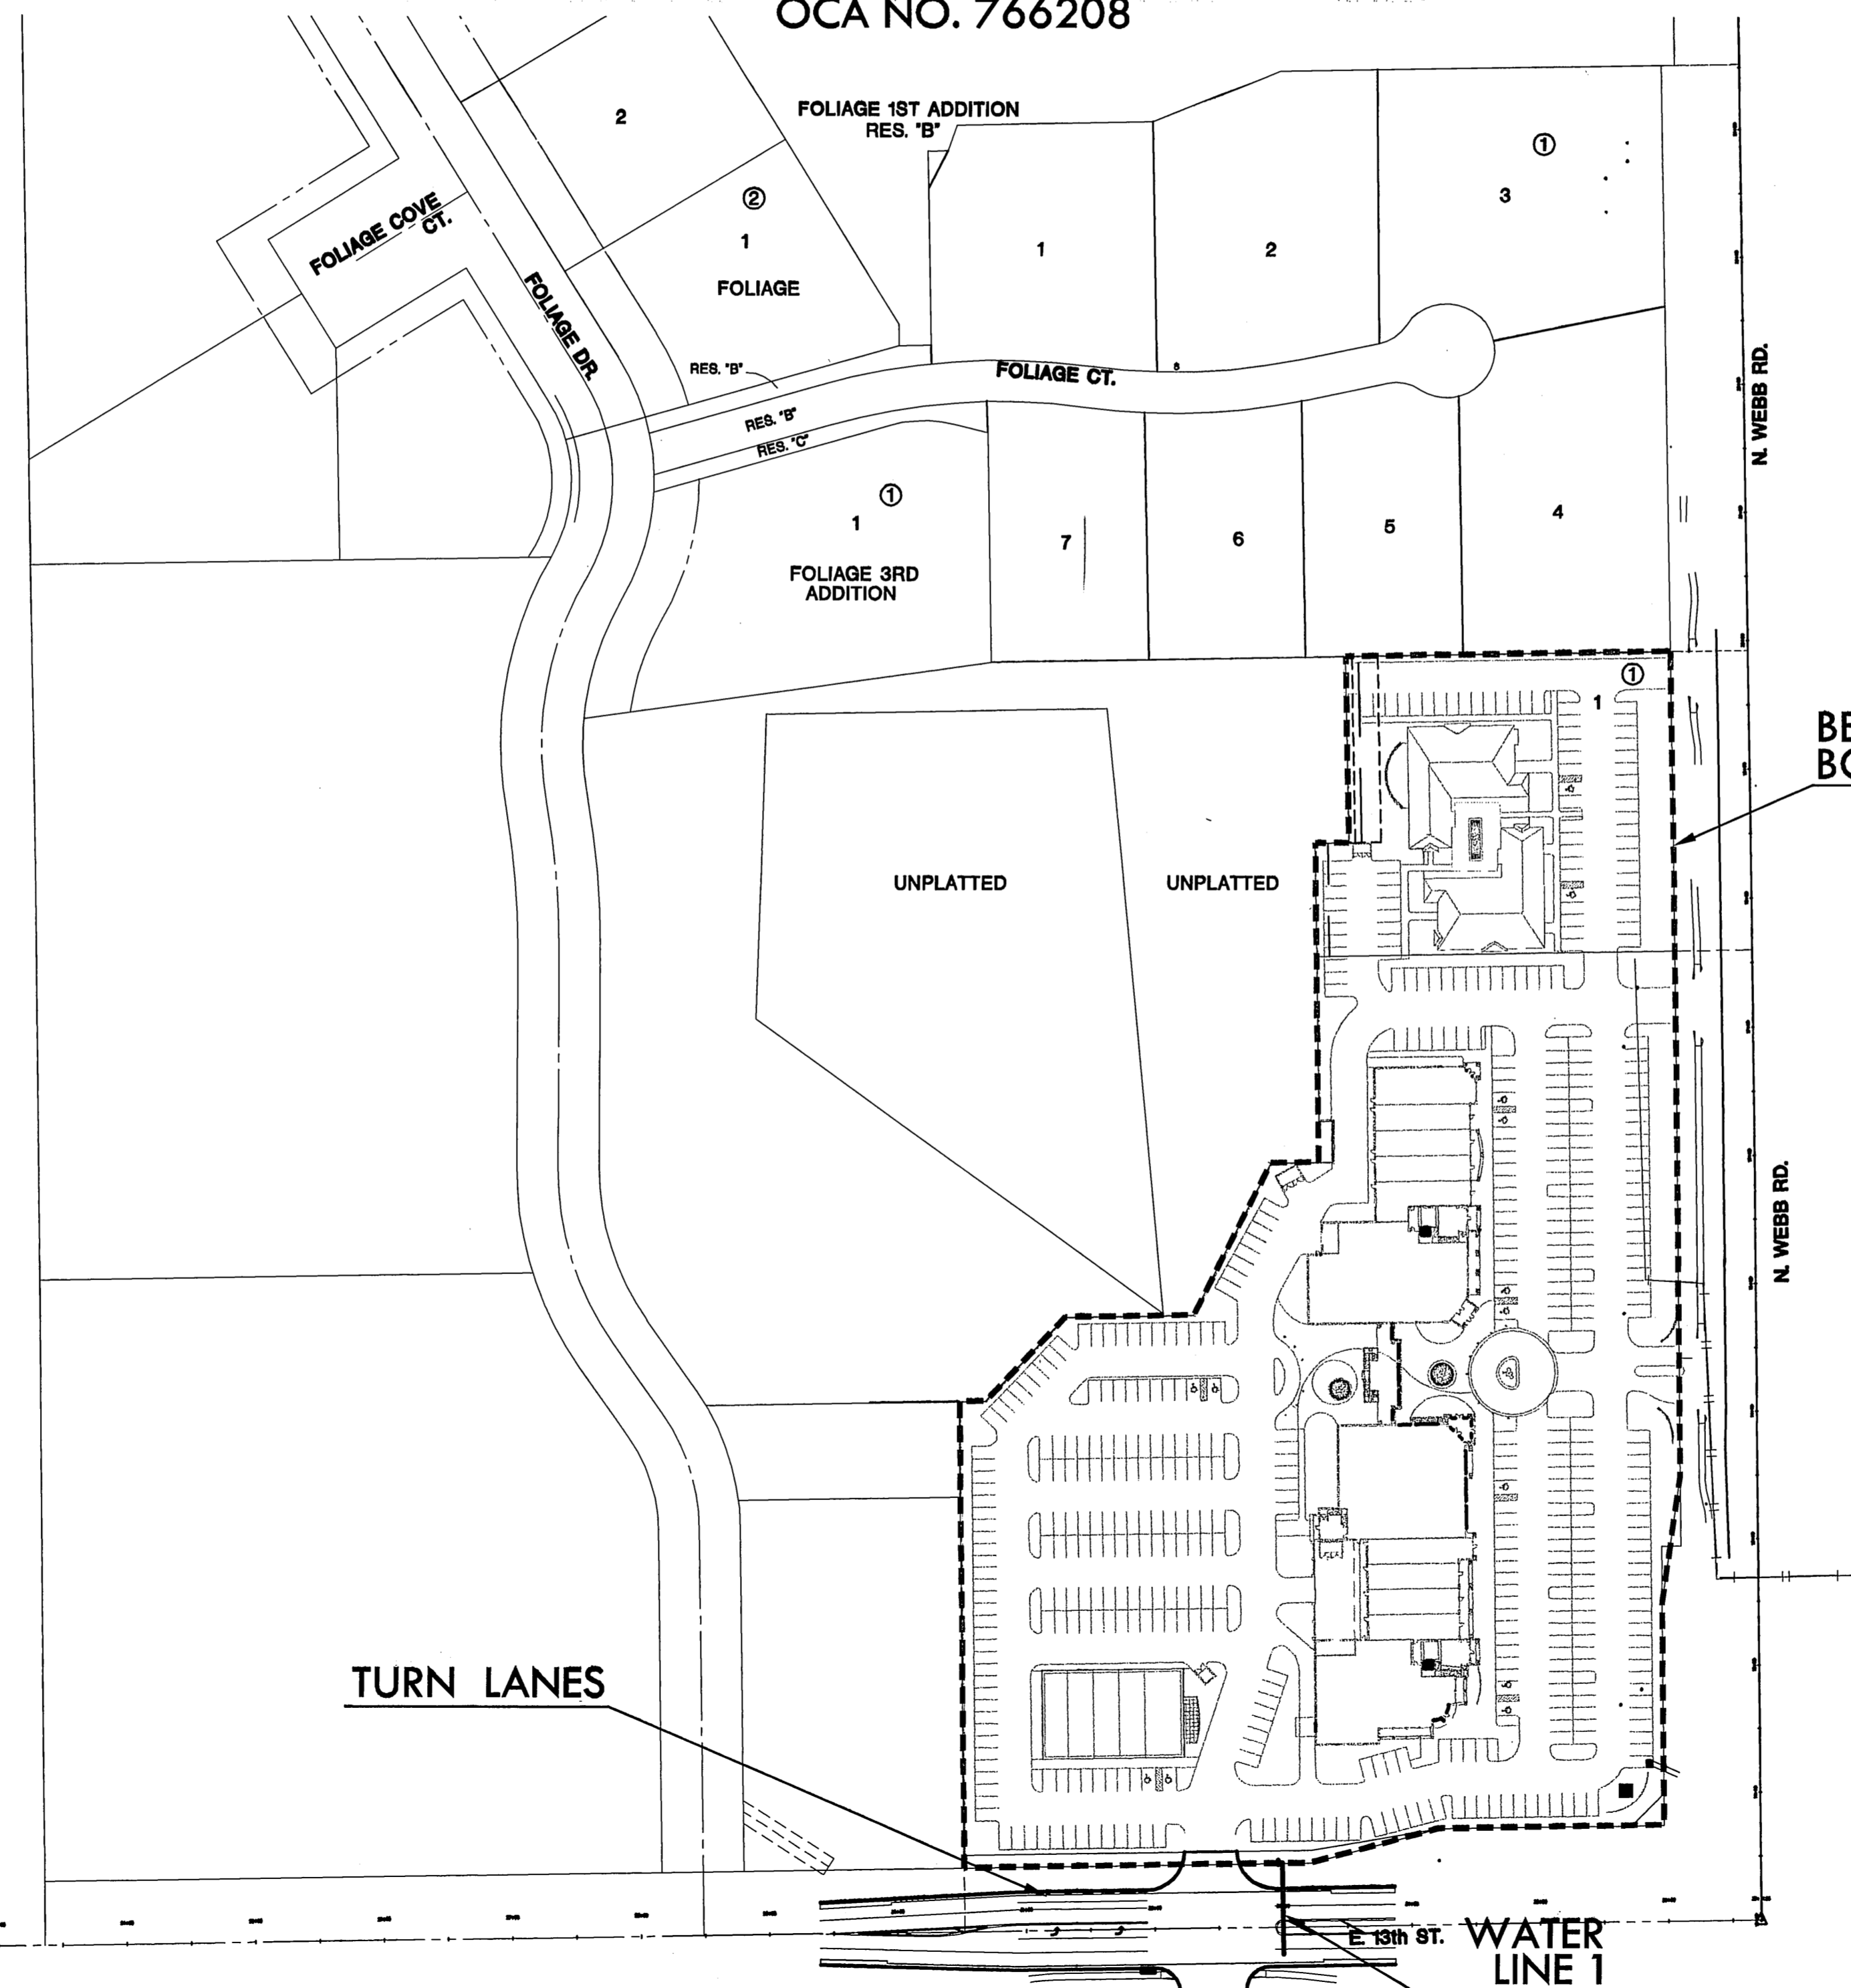 OCA NO. 766208
2
FOLIAGE 1ST ADDITION
RES. "B"
1
3
2
1
FOLIAGE
1
2
FOLIAGE COVE
CT.
FOLIAGE DR.
RES. "B"
FOLIAGE CT.
N. WEBB RD.
RES. "B"
RES. "C"
1
1
FOLIAGE 3RD
ADDITION
7
6
5
4
1
1
BE
BO
UNPLATTED
UNPLATTED
N. WEBB RD.
TURN LANES
E. 13th ST.
WATER
LINE 1